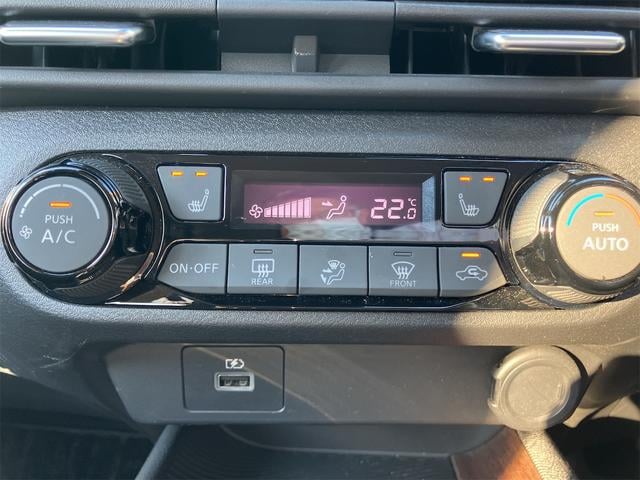 PUSH
A/C
22.0
°C
PUSH
AUTO
ON·OFF
REAR
FRONT